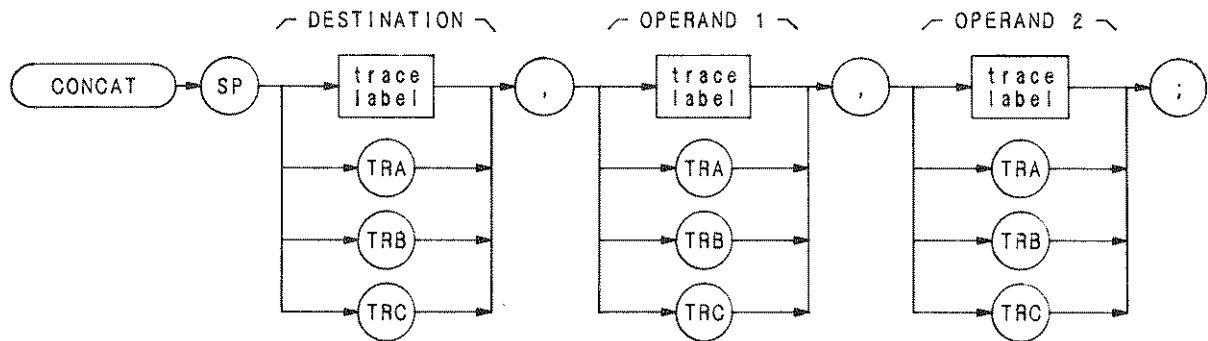 DESTINATION OPERAND 1 OPERAND 2
CONCAT SP trace label , trace label , trace label ;
TRA TRA TRA
TRB TRB TRB
TRC TRC TRC